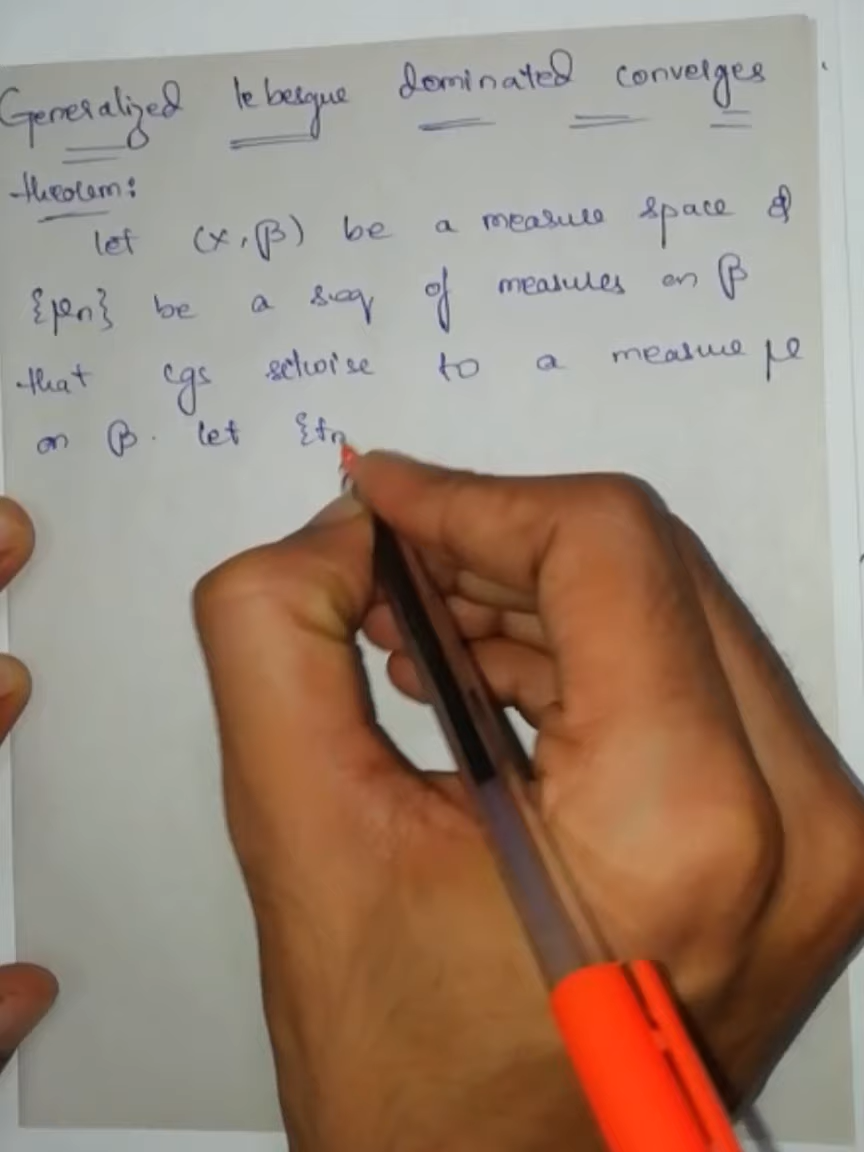 Generalized lebesgue dominated converges
theorem:
let (x, β) be a measure space &
{μn} be a seq of measures on β
that cgs setwise to a measure μ
on β. let {fn